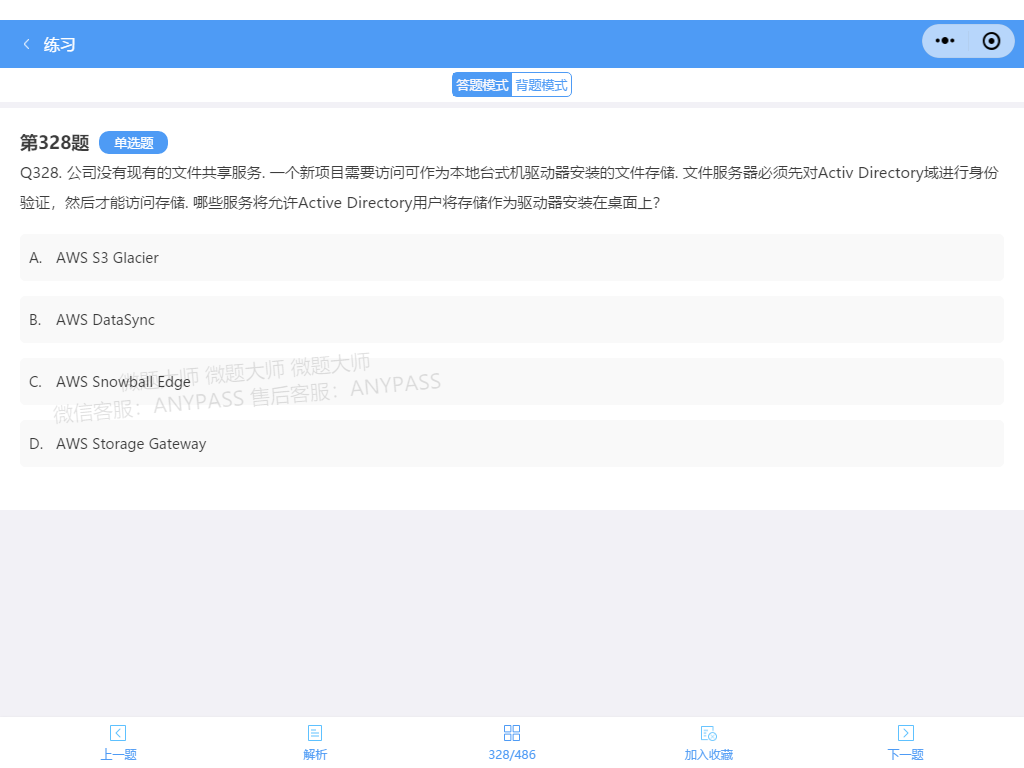 练习
答题模式 背题模式
第328题 单选题
Q328. 公司没有现有的文件共享服务. 一个新项目需要访问可作为本地台式机驱动器安装的文件存储. 文件服务器必须先对Activ Directory域进行身份
验证，然后才能访问存储. 哪些服务将允许Active Directory用户将存储作为驱动器安装在桌面上?
A. AWS S3 Glacier
B. AWS DataSync
微题大师 微题大师 微题大师
C. AWS Snowball Edge
微信客服：ANYPASS 售后客服：ANYPASS
D. AWS Storage Gateway
上一题 解析 328/486 加入收藏 下一题